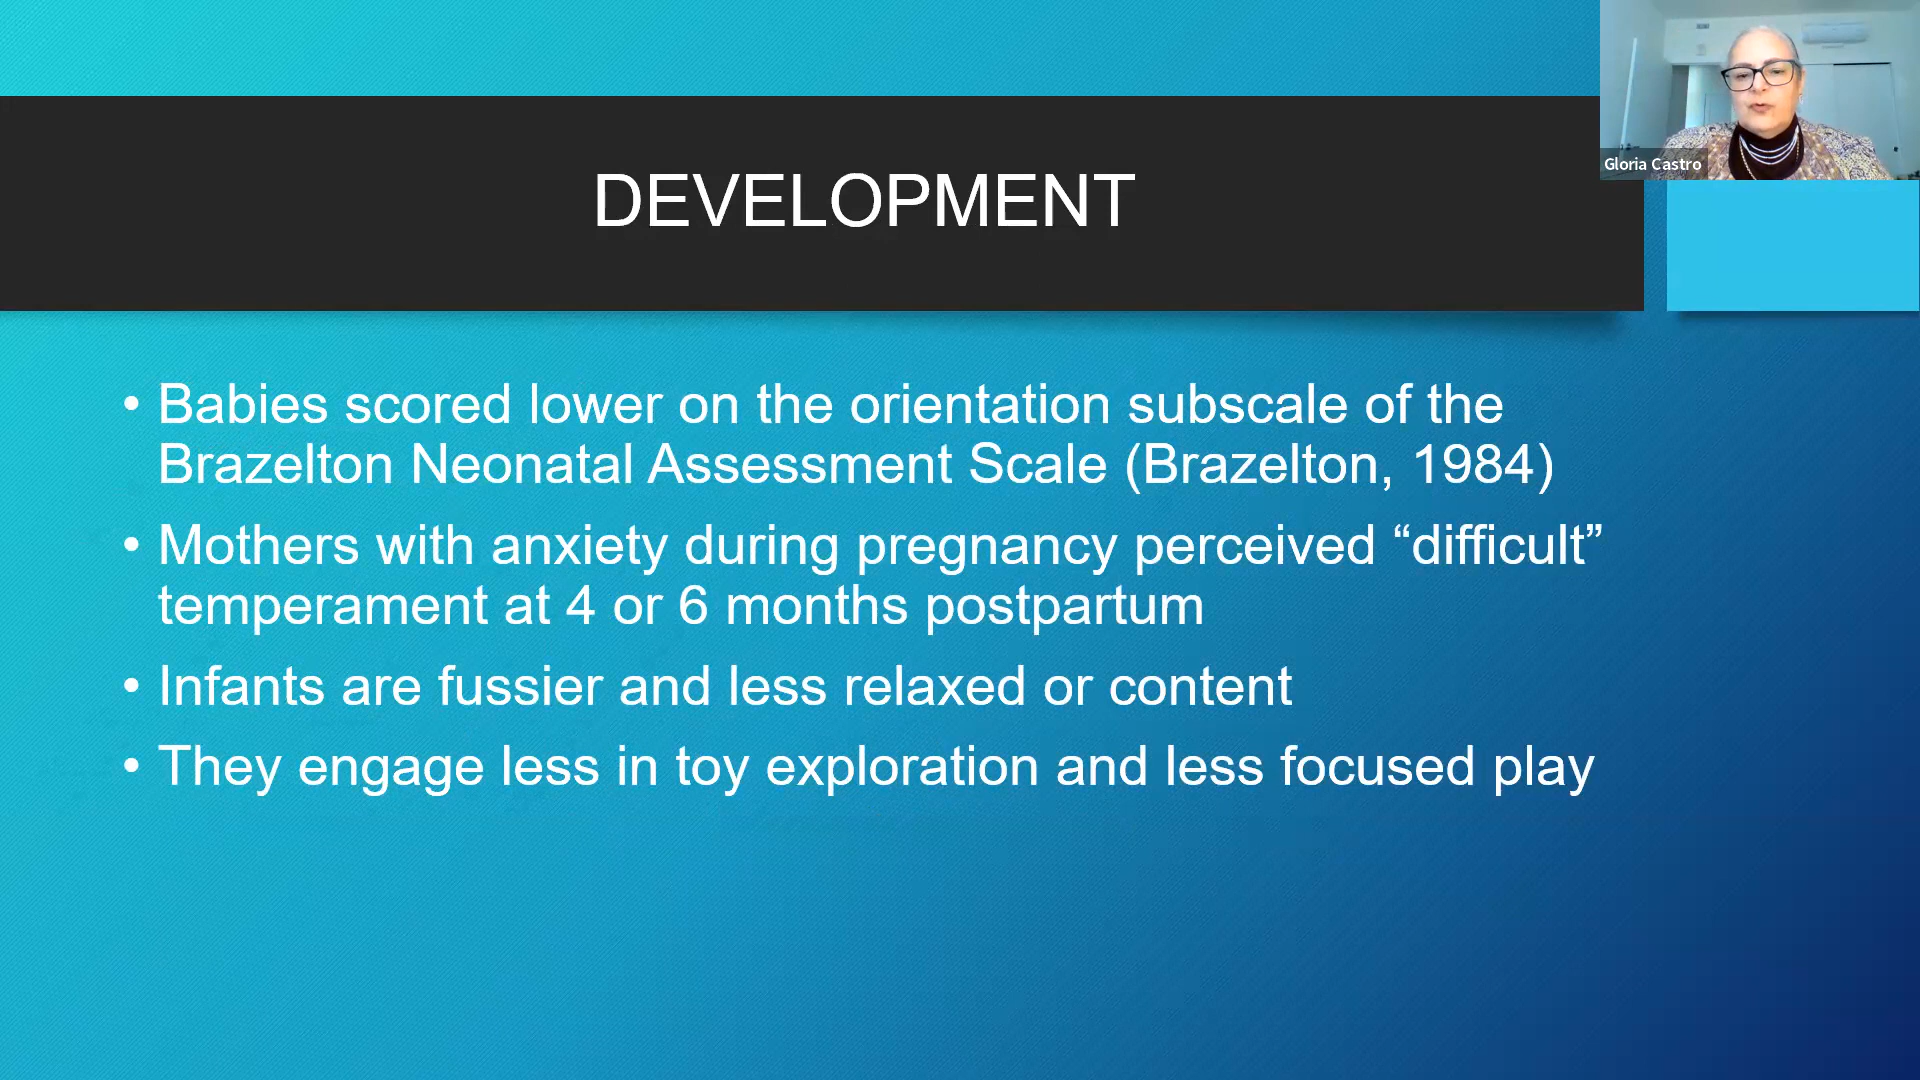 Gloria Castro
DEVELOPMENT
• Babies scored lower on the orientation subscale of the
Brazelton Neonatal Assessment Scale (Brazelton, 1984)
• Mothers with anxiety during pregnancy perceived “difficult”
temperament at 4 or 6 months postpartum
• Infants are fussier and less relaxed or content
• They engage less in toy exploration and less focused play